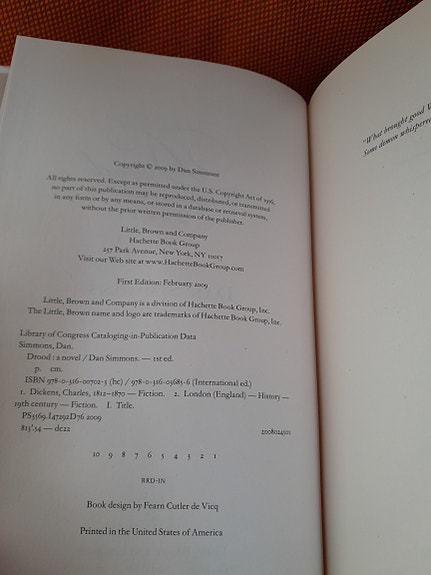 Copyright © 2009 by Dan Simmons
All rights reserved. Except as permitted under the U.S. Copyright Act of 1976,
no part of this publication may be reproduced, distributed, or transmitted
in any form or by any means, or stored in a database or retrieval system,
without the prior written permission of the publisher.
Little, Brown and Company
Hachette Book Group
237 Park Avenue, New York, NY 10017
Visit our Web site at www.HachetteBookGroup.com
First Edition: February 2009
Little, Brown and Company is a division of Hachette Book Group, Inc.
The Little, Brown name and logo are trademarks of Hachette Book Group, Inc.
Library of Congress Cataloging-in-Publication Data
Simmons, Dan.
Drood : a novel / Dan Simmons. — 1st ed.
p. cm.
ISBN 978-0-316-00702-3 (hc) / 978-0-316-03685-6 (International ed.)
1. Dickens, Charles, 1812–1870 — Fiction. 2. London (England) — History —
19th century — Fiction. I. Title.
PS3569.I47292D76 2009
813'.54 — dc22 2008024501
10 9 8 7 6 5 4 3 2 1
RRD-IN
Book design by Fearn Cutler de Vicq
Printed in the United States of America
"What brought good
Some demon whispered